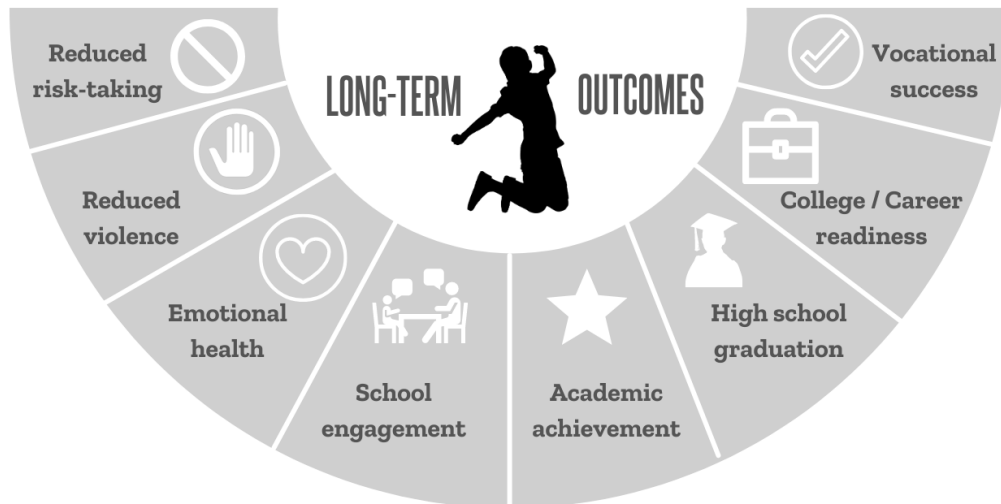 LONG-TERM
OUTCOMES
Reduced
risk-taking
Reduced
violence
Emotional
health
School
engagement
Academic
achievement
High school
graduation
College / Career
readiness
Vocational
success